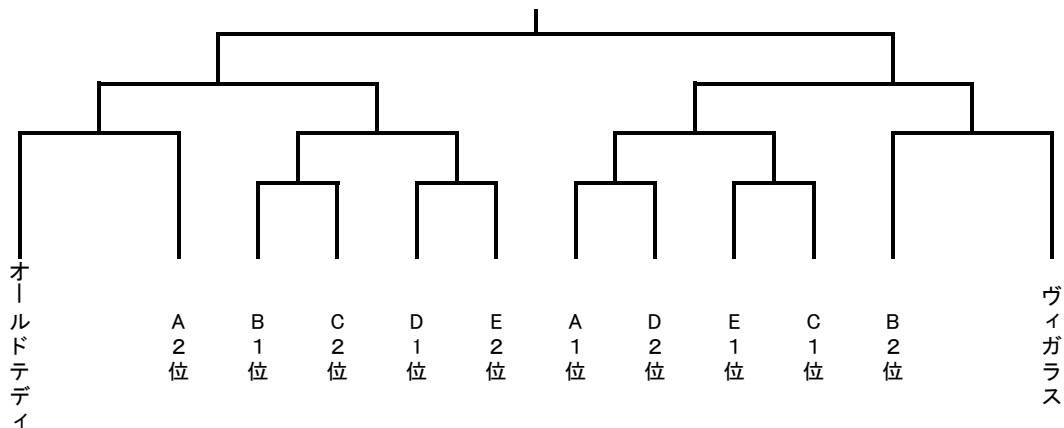 オールドテディ
A2位
B1位
C2位
D1位
E2位
A1位
D2位
E1位
C1位
B2位
ヴィガラス